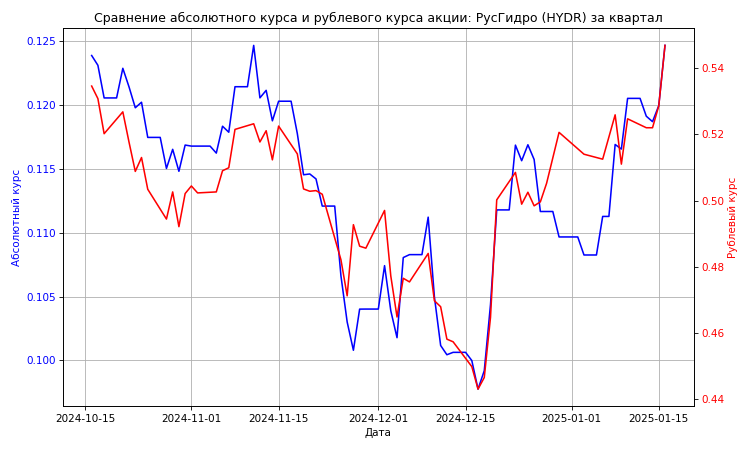 Сравнение абсолютного курса и рублевого курса акции: РусГидро (HYDR) за квартал
0.125
0.120
0.115
0.110
0.105
0.100
Абсолютный курс
0.54
0.52
0.50
0.48
0.46
0.44
Рублевый курс
2024-10-15 2024-11-01 2024-11-15 2024-12-01 2024-12-15 2025-01-01 2025-01-15
Дата